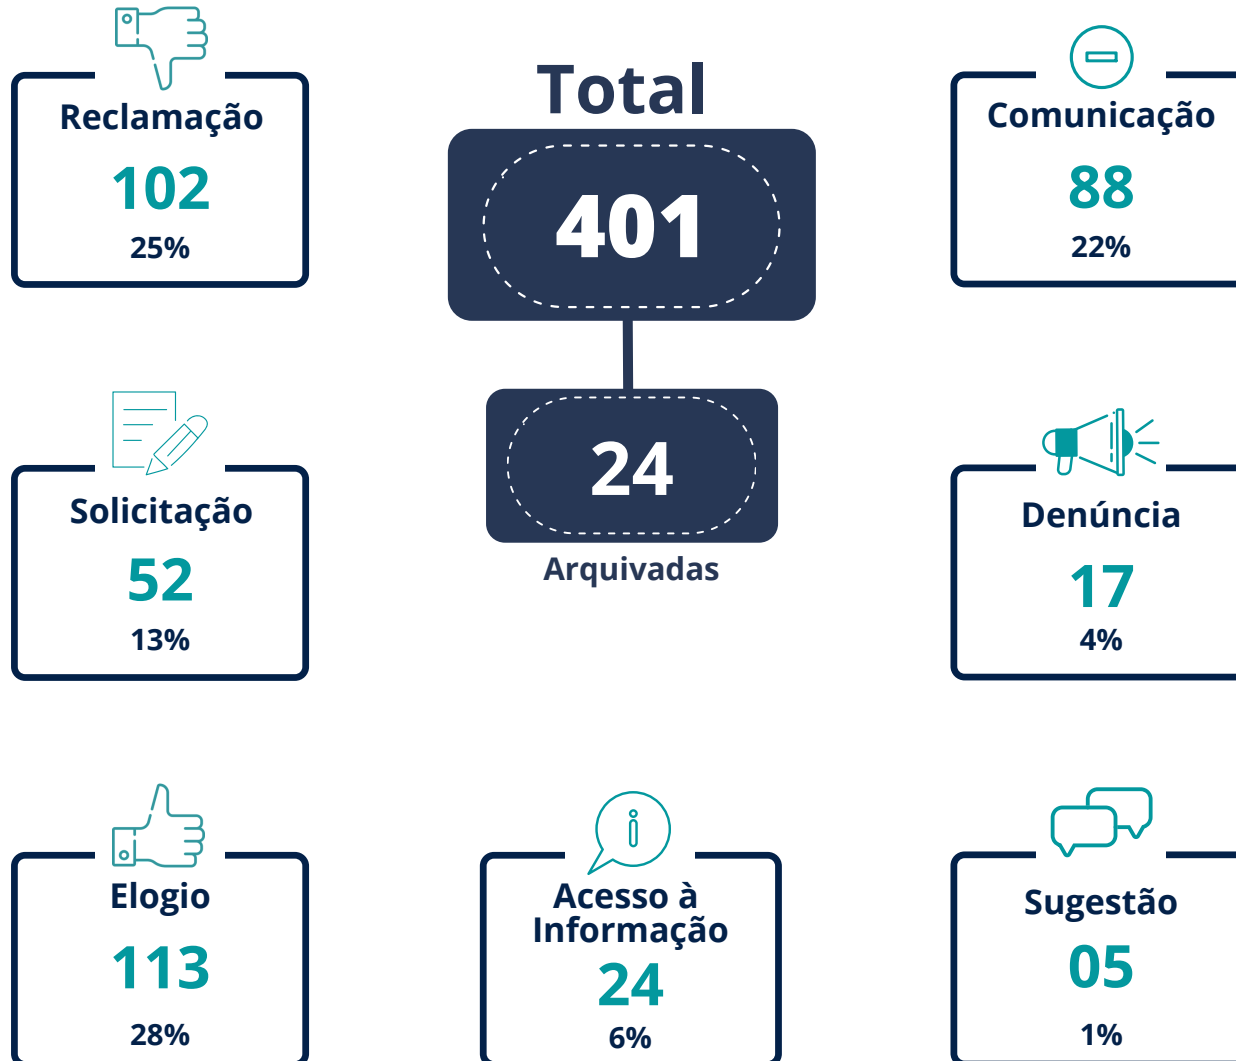 Total
401
24
Arquivadas
Reclamação
102
25%
Comunicação
88
22%
Solicitação
52
13%
Denúncia
17
4%
Elogio
113
28%
Acesso à
Informação
24
6%
Sugestão
05
1%